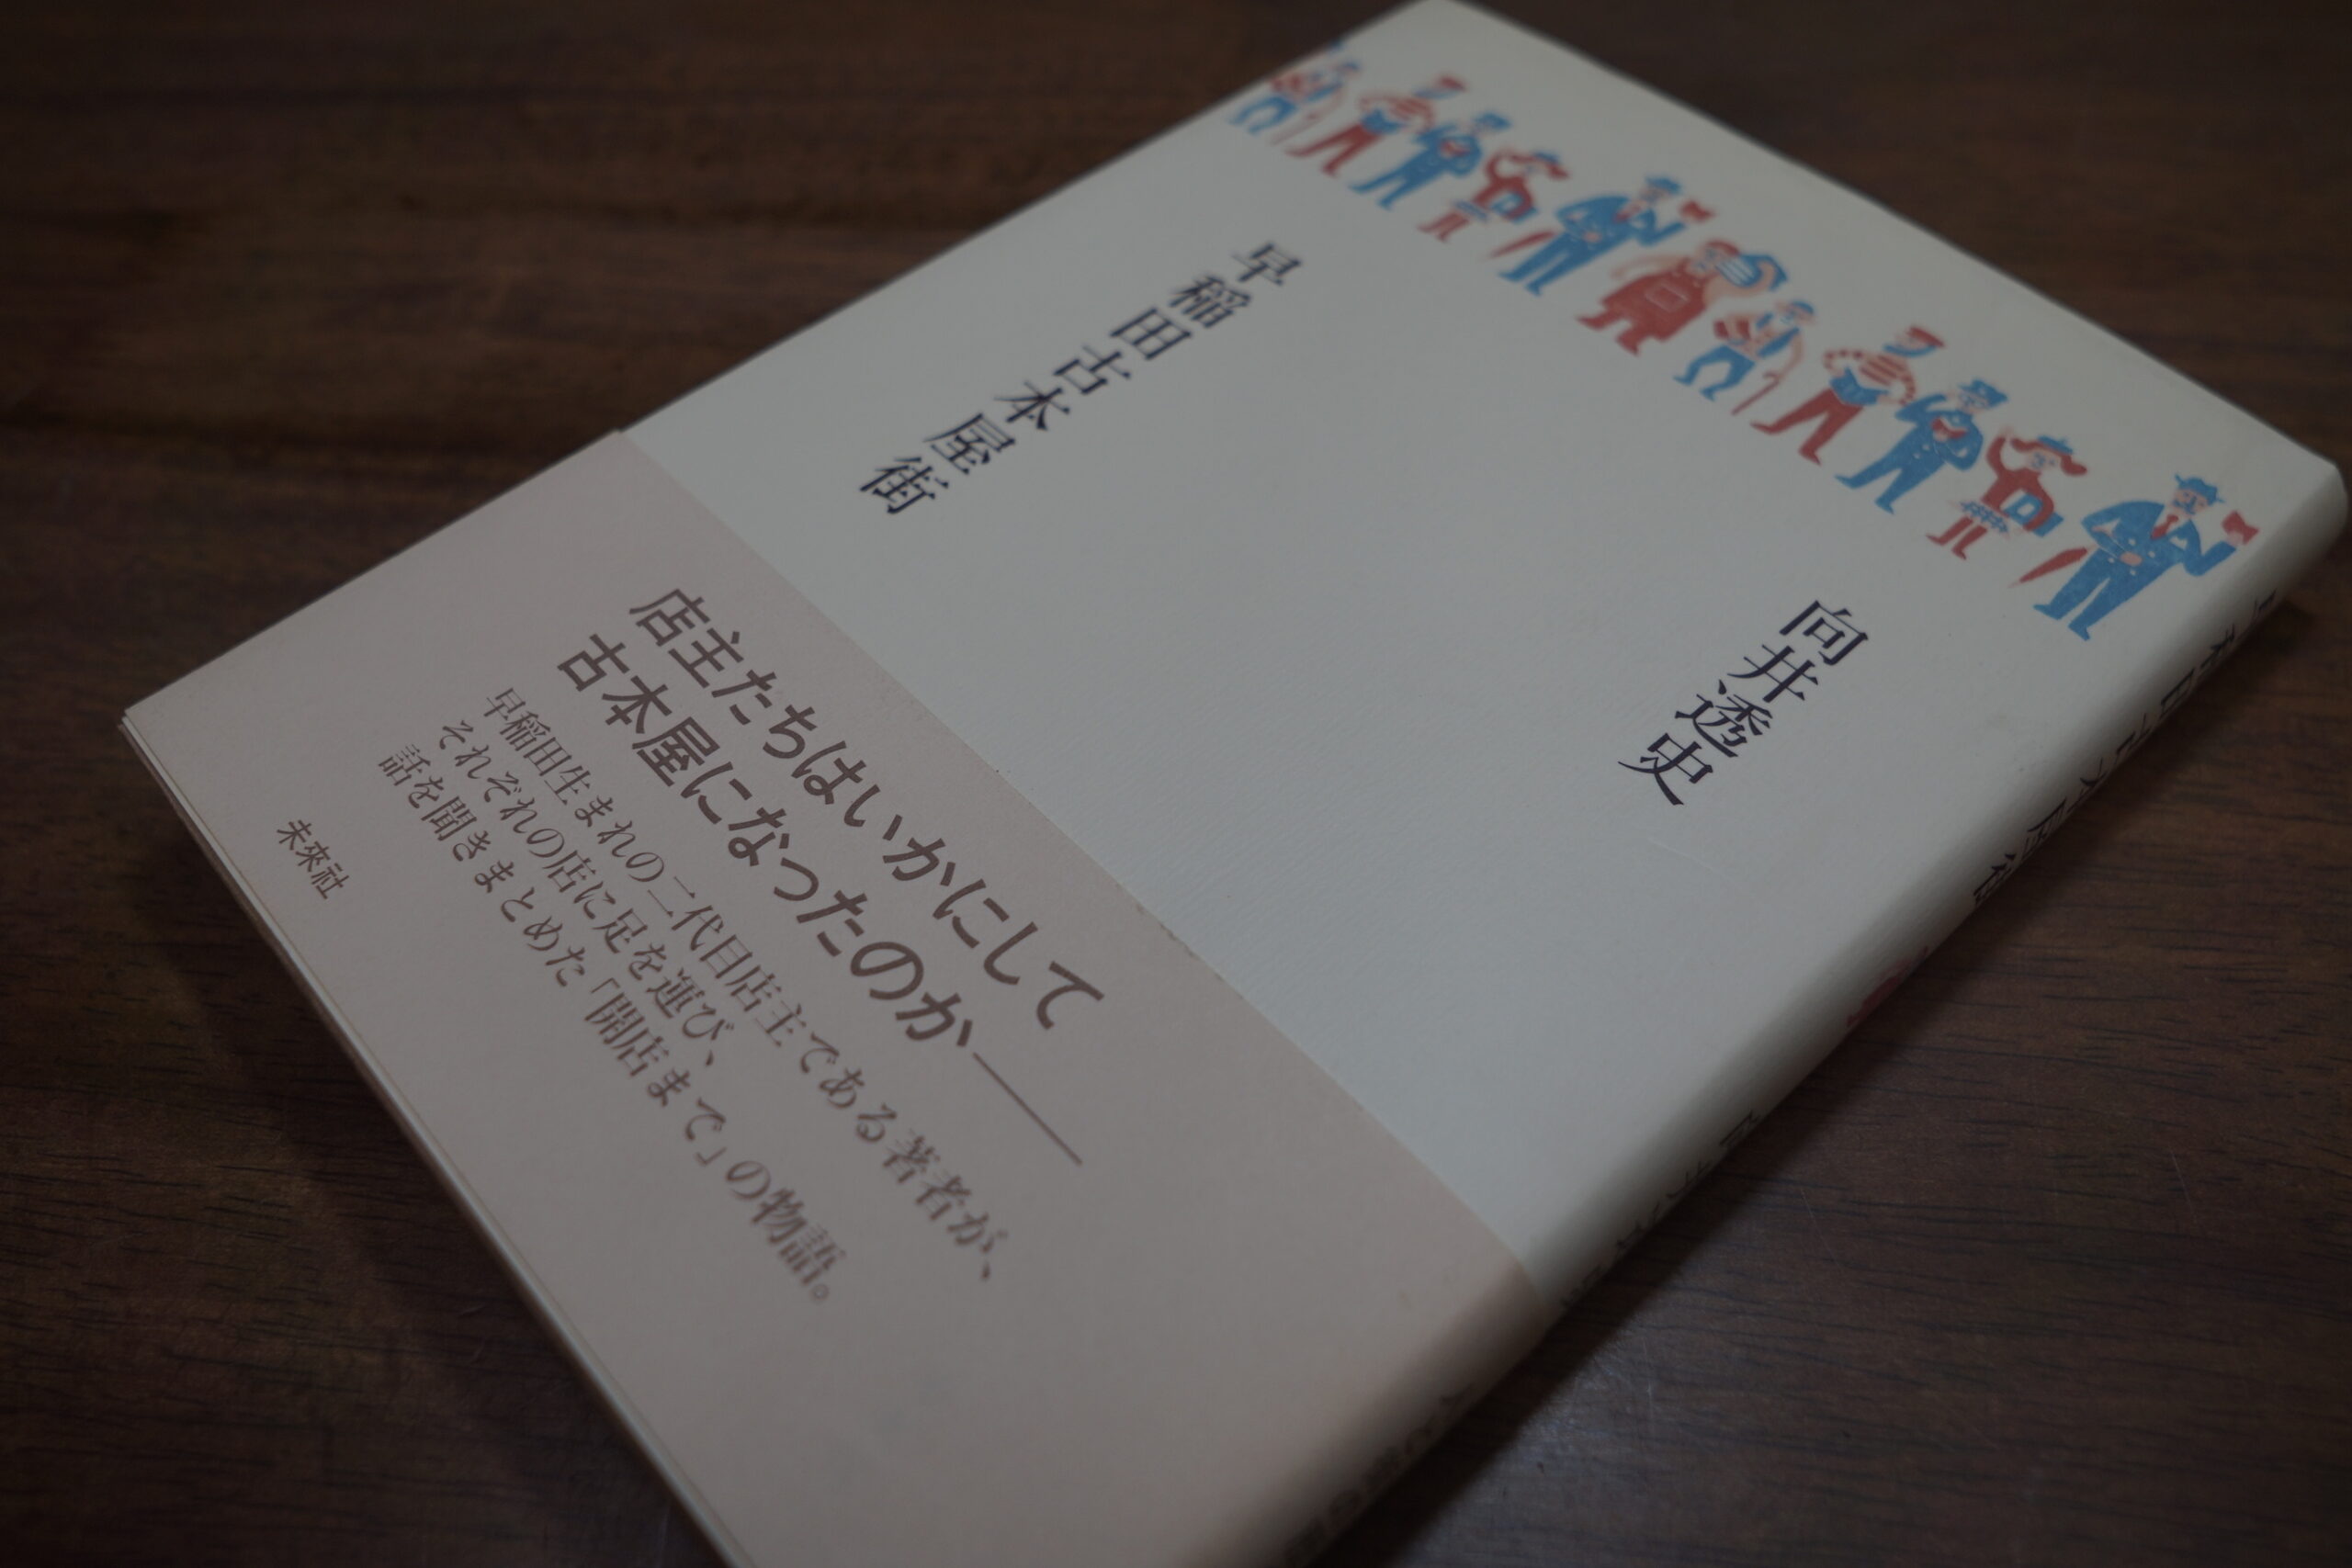 早稲田古本屋街
向井透史
店主たちはいかにして
古本屋になったのか——
早稲田生まれの二代目店主である著者が、
それぞれの店に足を運び、
話を聞きまとめた「開店まで」の物語。
未來社